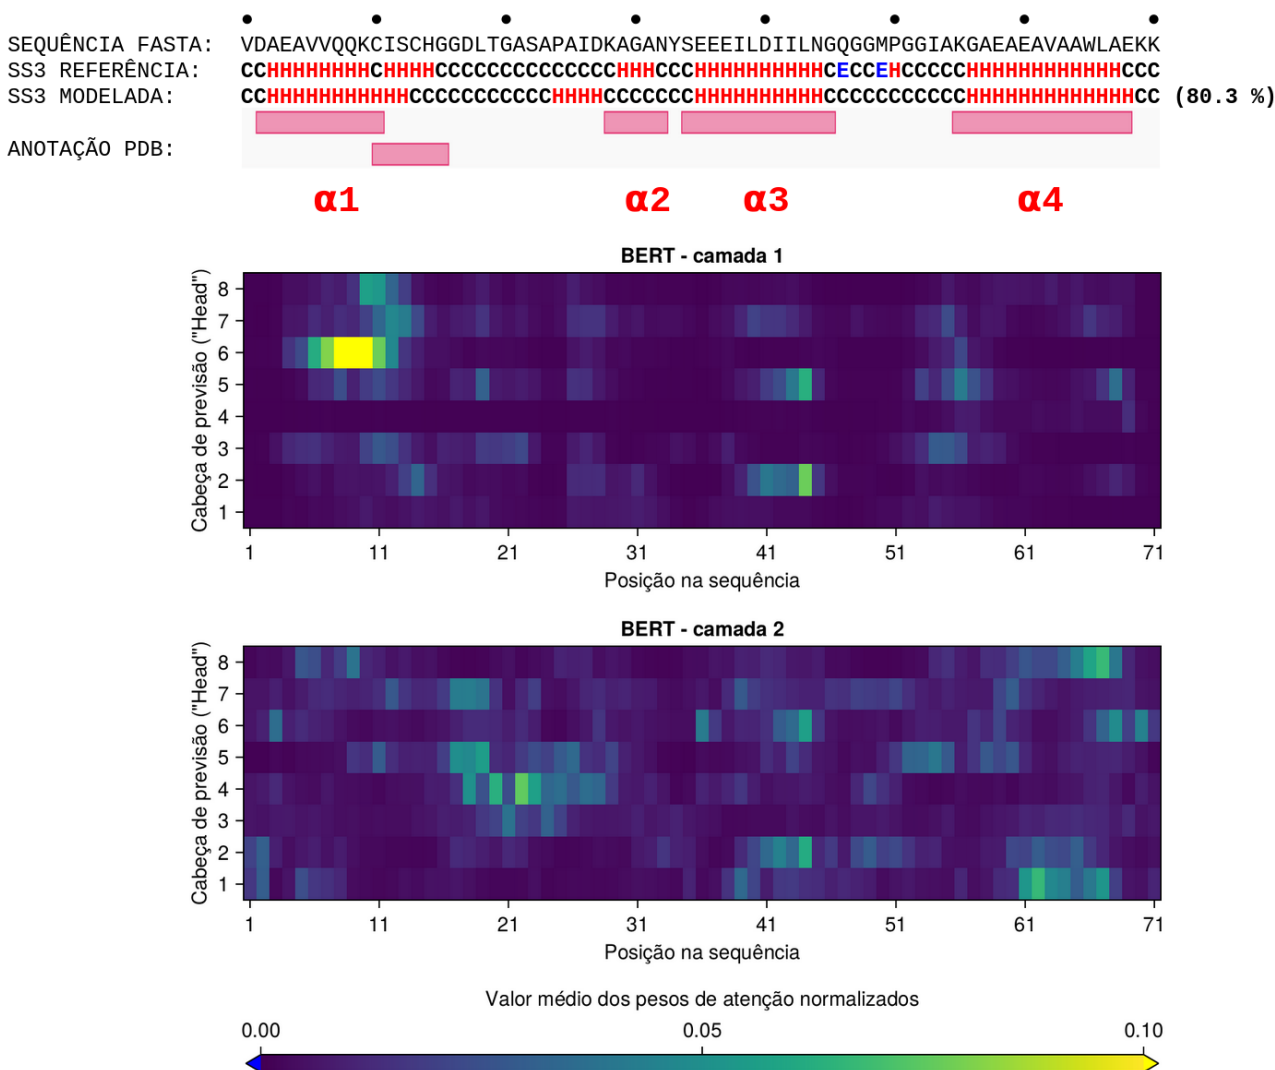 SEQUÊNCIA FASTA: VDAEAVVQQKCISCHGGDLTGASAPAIDKAGANYSEEEILDIILNGQGGMPGGIAKGAEAEAVAAWLAEKK
SS3 REFERÊNCIA: CCHHHHHHHHCHHHHCCCCCCCCCCCCCCHHHCCCHHHHHHHHHHCECCEHCCCCCHHHHHHHHHHHHCCC
SS3 MODELADA: CCHHHHHHHHHHHCCCCCCCCCCCHHHHCCCCCCCHHHHHHHHHHCCCCCCCCCCCHHHHHHHHHHHHHCC (80.3 %)
ANOTAÇÃO PDB:
α1 α2 α3 α4
BERT - camada 1
Cabeça de previsão ("Head")
8
7
6
5
4
3
2
1
1 11 21 31 41 51 61 71
Posição na sequência
BERT - camada 2
Cabeça de previsão ("Head")
8
7
6
5
4
3
2
1
1 11 21 31 41 51 61 71
Posição na sequência
Valor médio dos pesos de atenção normalizados
0.00 0.05 0.10